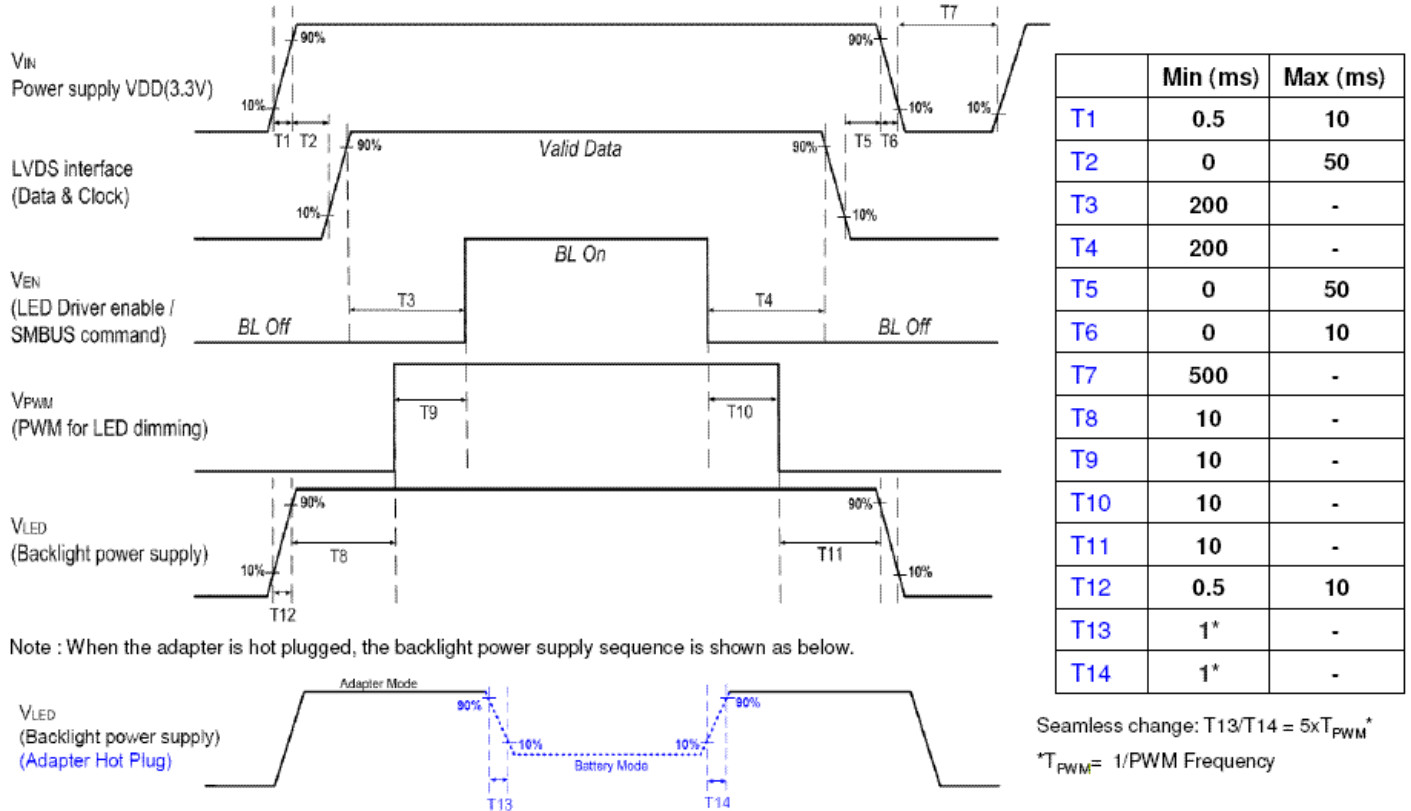 T7
90%
90%
VIN
Power supply VDD(3.3V)
10%
10%
10%
T1 T2
T5 T6
90%
Valid Data
90%
LVDS interface
(Data & Clock)
10%
10%
BL On
VEN
(LED Driver enable /
SMBUS command)
T3
T4
BL Off
BL Off
VPWM
(PWM for LED dimming)
T9
T10
90%
90%
VLED
(Backlight power supply)
T8
T11
10%
10%
T12
Note : When the adapter is hot plugged, the backlight power supply sequence is shown as below.
Adapter Mode
90%
90%
VLED
(Backlight power supply)
(Adapter Hot Plug)
10%
10%
Battery Mode
T13
T14
Min (ms) Max (ms)
T1 0.5 10
T2 0 50
T3 200 -
T4 200 -
T5 0 50
T6 0 10
T7 500 -
T8 10 -
T9 10 -
T10 10 -
T11 10 -
T12 0.5 10
T13 1* -
T14 1* -
Seamless change: T13/T14 = 5xTPWM*
*TPWM= 1/PWM Frequency